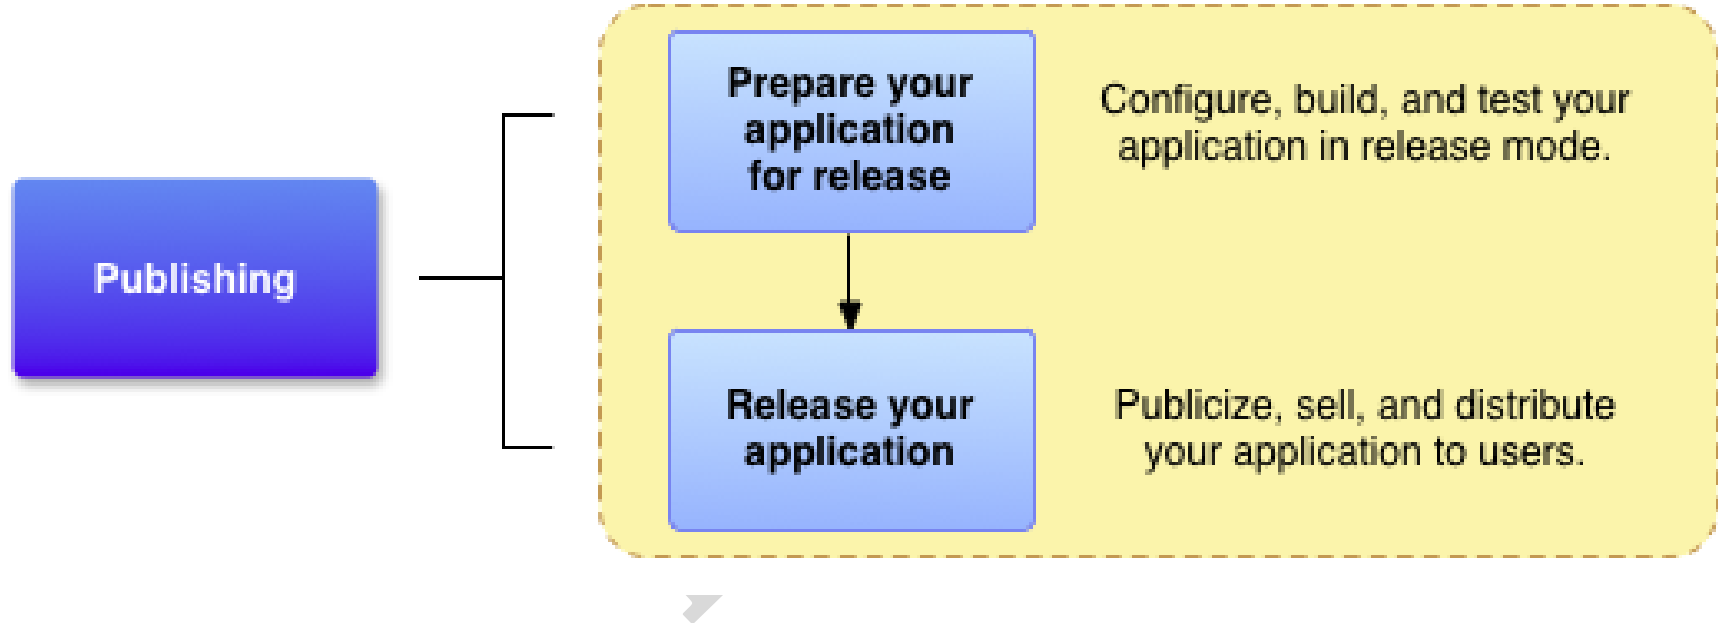 Publishing
Prepare your
application
for release
Configure, build, and test your
application in release mode.
Release your
application
Publicize, sell, and distribute
your application to users.